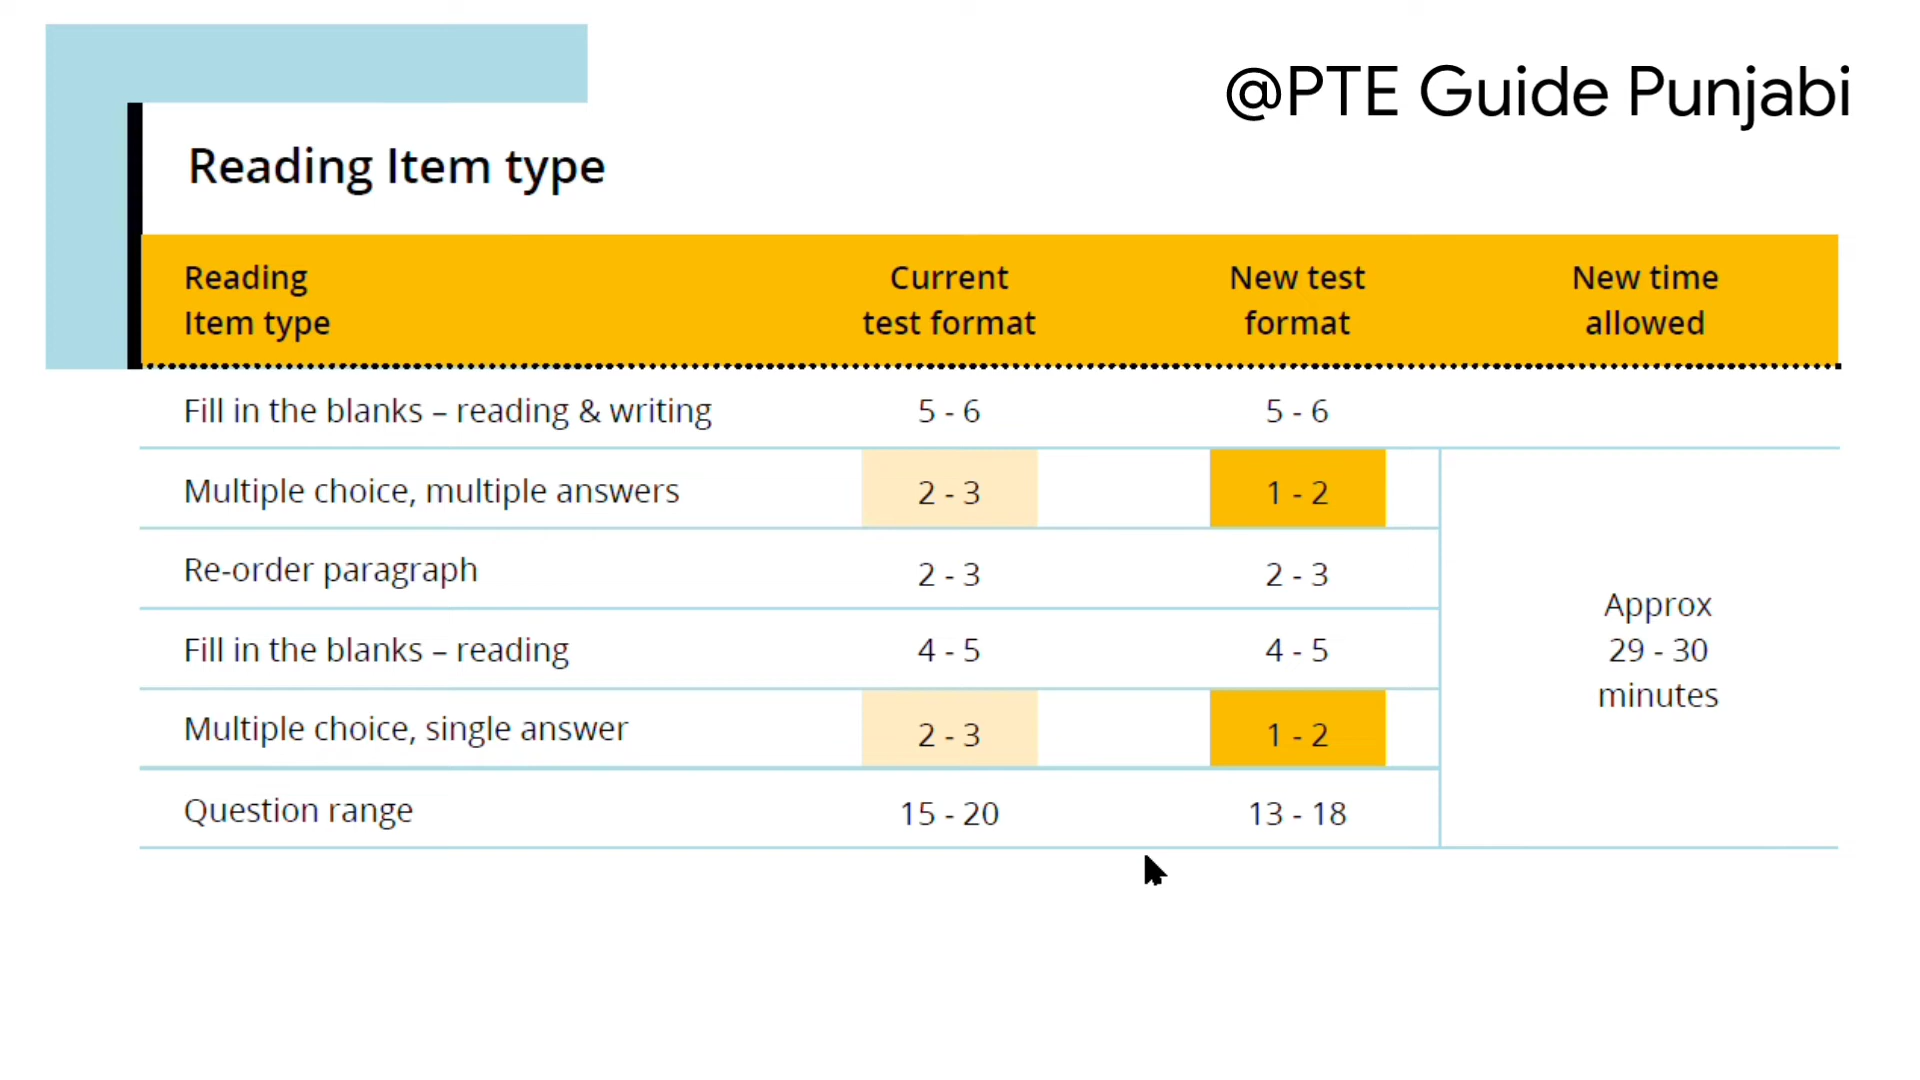 @PTE Guide Punjabi
Reading Item type
Reading Item type Current test format New test format New time allowed
Fill in the blanks – reading & writing 5 - 6 5 - 6
Multiple choice, multiple answers 2 - 3 1 - 2
Re-order paragraph 2 - 3 2 - 3
Fill in the blanks – reading 4 - 5 4 - 5
Multiple choice, single answer 2 - 3 1 - 2
Question range 15 - 20 13 - 18
Approx
29 - 30
minutes